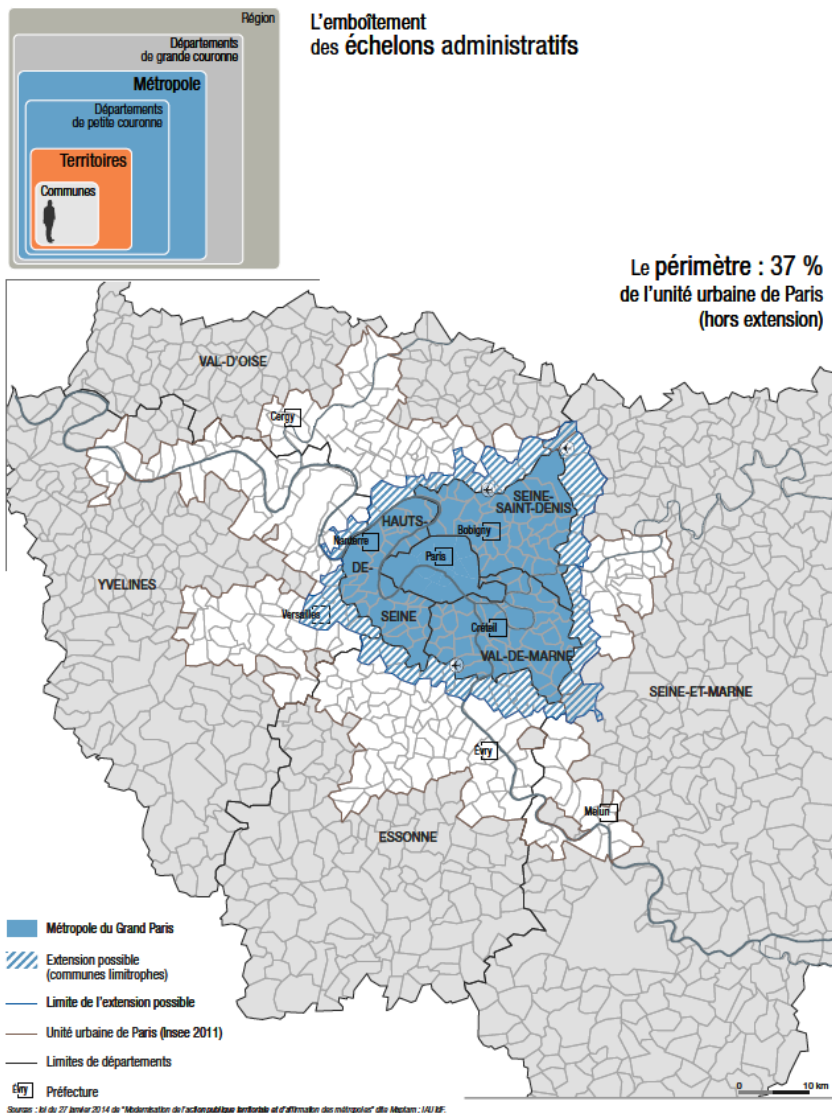 Région
Départements
de grande couronne
Métropole
Départements
de petite couronne
Territoires
Communes
L'emboîtement
des échelons administratifs
Le périmètre : 37 %
de l'unité urbaine de Paris
(hors extension)
VAL-D'OISE
Cergy
SEINE-
SAINT-DENIS
HAUTS-
Bobigny
Nanterre
Paris
DE-
YVELINES
Versailles
SEINE
Créteil
VAL-DE-MARNE
SEINE-ET-MARNE
Évry
Melun
ESSONNE
Métropole du Grand Paris
Extension possible
(communes limitrophes)
Limite de l'extension possible
Unité urbaine de Paris (Insee 2011)
Limites de départements
Évry
Préfecture
0 10 km
Sources : loi du 27 janvier 2014 de "Modernisation de l'action publique territoriale et d'affirmation des métropoles" dite Maptam ; IAU îdF.